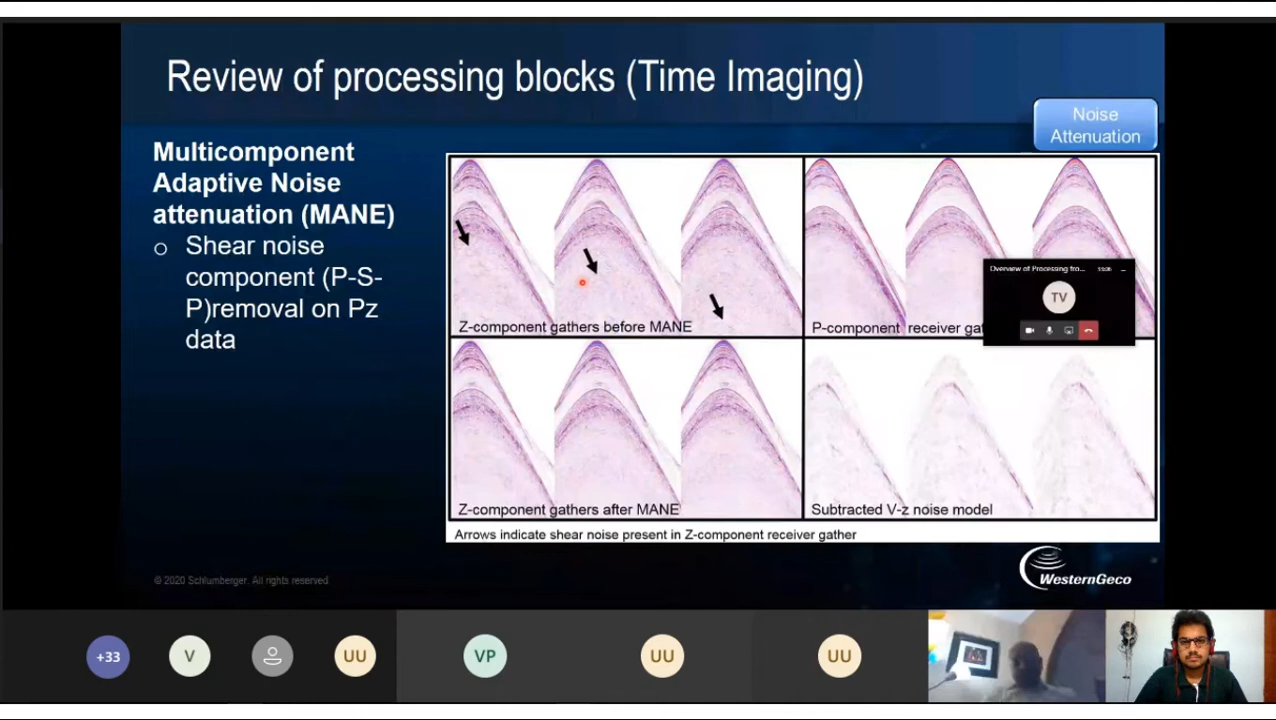 Review of processing blocks (Time Imaging)
Noise
Attenuation
Multicomponent
Adaptive Noise
attenuation (MANE)
o Shear noise
component (P-S-
P)removal on Pz
data
Z-component gathers before MANE
P-component receiver gat
Overview of Processing fro...
TV
Z-component gathers after MANE
Subtracted V-z noise model
Arrows indicate shear noise present in Z-component receiver gather
© 2020 Schlumberger. All rights reserved
WesternGeco
+33
V
UU
VP
UU
UU